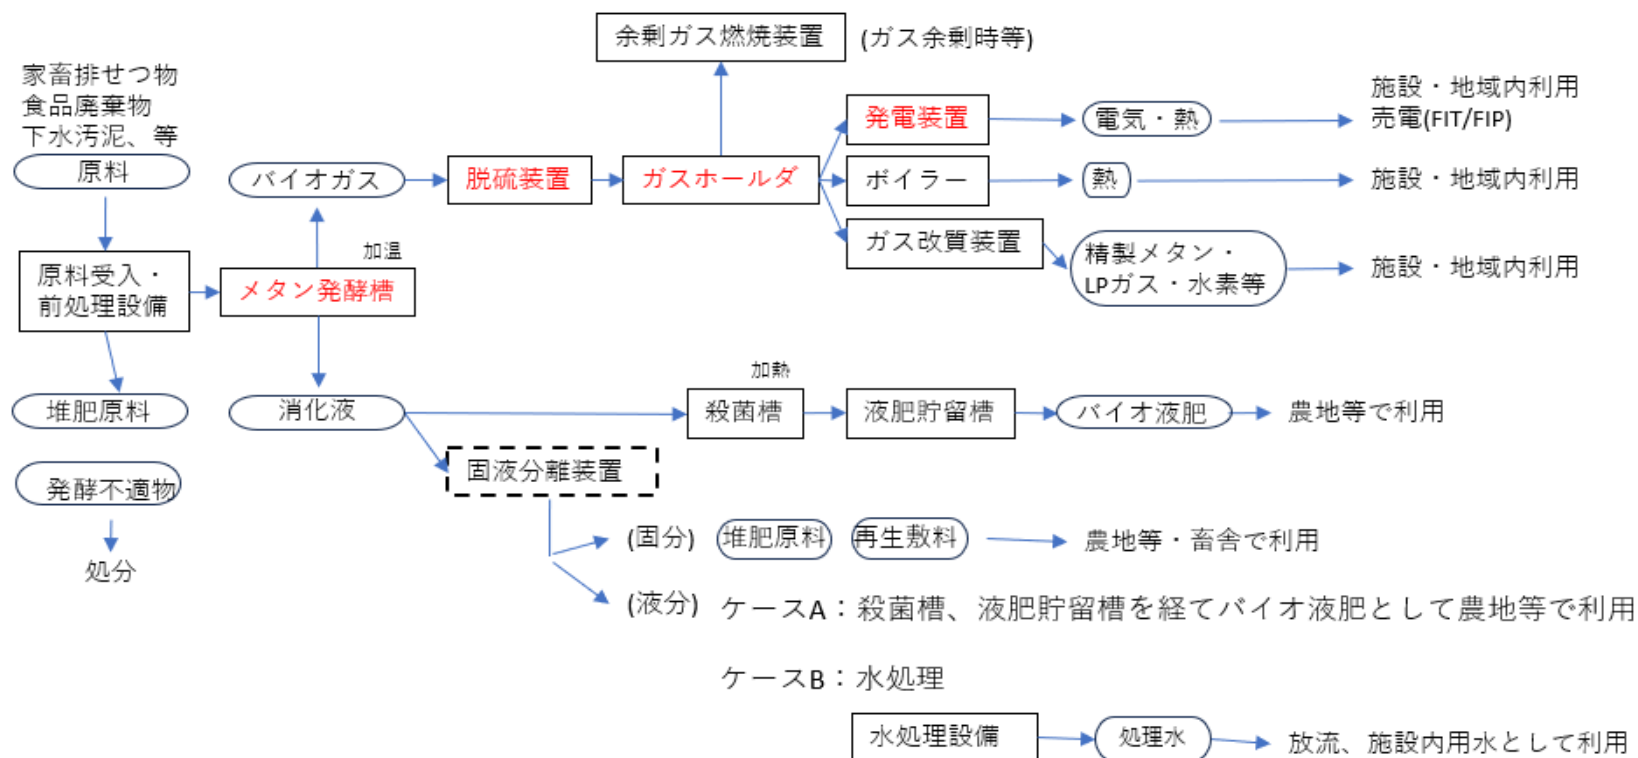 余剰ガス燃焼装置 (ガス余剰時等)
家畜排せつ物
食品廃棄物
下水汚泥、等
原料
バイオガス
脱硫装置
ガスホールダ
発電装置
電気・熱
施設・地域内利用
売電(FIT/FIP)
ボイラー
熱
施設・地域内利用
ガス改質装置
精製メタン・
LPガス・水素等
施設・地域内利用
原料受入・
前処理設備
加温
メタン発酵槽
堆肥原料
消化液
加熱
殺菌槽
液肥貯留槽
バイオ液肥
農地等で利用
発酵不適物
処分
固液分離装置
(固分) 堆肥原料 再生敷料
農地等・畜舎で利用
(液分) ケースA：殺菌槽、液肥貯留槽を経てバイオ液肥として農地等で利用
ケースB：水処理
水処理設備
処理水
放流、施設内用水として利用